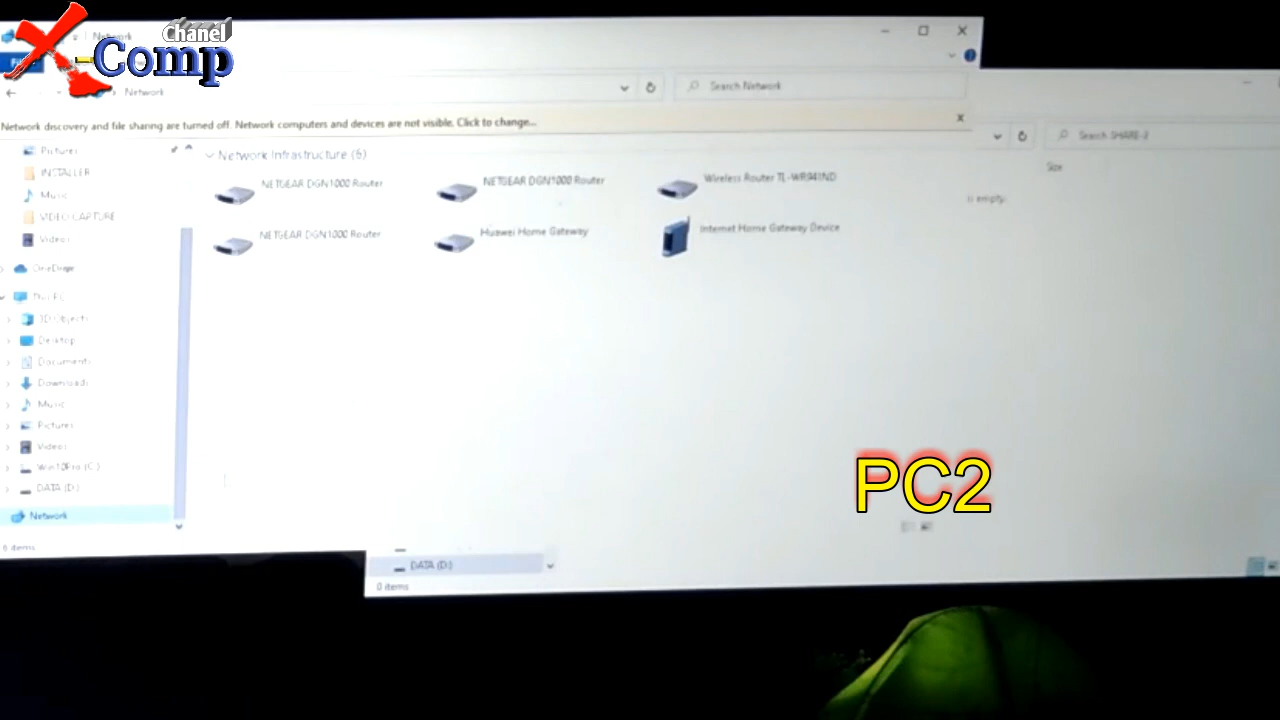 Chanel
X-Comp
Network
Network
Search Network
Network discovery and file sharing are turned off. Network computers and devices are not visible. Click to change...
Search SHARE-2
Pictures
Network Infrastructure (6)
Size
INSTALLER
NETGEAR DGN1000 Router
NETGEAR DGN1000 Router
Wireless Router TL-WR941ND
Music
is empty.
VIDEO CAPTURE
Videos
NETGEAR DGN1000 Router
Huawei Home Gateway
Internet Home Gateway Device
OneDrive
This PC
3D Objects
Desktop
Documents
Downloads
Music
Pictures
Videos
Win10Pro (C:)
DATA (D:)
PC2
Network
6 items
DATA (D:)
0 items